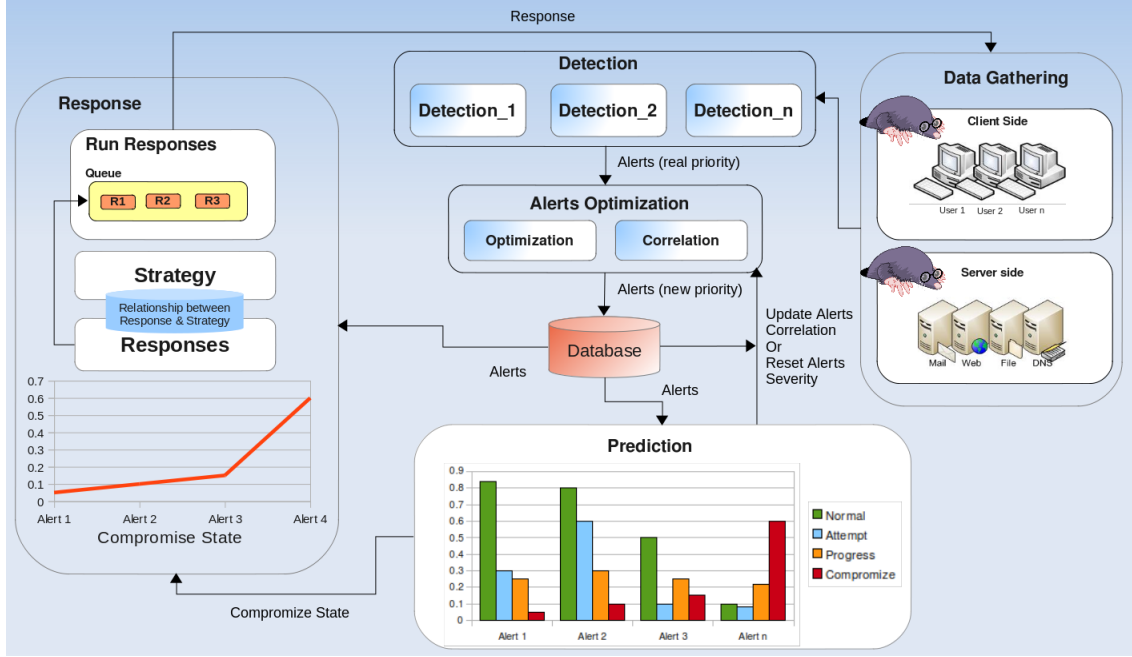 Response
Response
Run Responses
Queue
R1
R2
R3
Strategy
Relationship between
Response & Strategy
Responses
0.7
0.6
0.5
0.4
0.3
0.2
0.1
0
Alert 1
Alert 2
Alert 3
Alert 4
Compromise State
Detection
Detection_1
Detection_2
Detection_n
Alerts (real priority)
Alerts Optimization
Optimization
Correlation
Alerts (new priority)
Database
Alerts
Alerts
Update Alerts
Correlation
Or
Reset Alerts
Severity
Data Gathering
Client Side
User 1
User 2
User n
Server side
Mail
Web
File
DNS
Prediction
0.9
0.8
0.7
0.6
0.5
0.4
0.3
0.2
0.1
0
Alert 1
Alert 2
Alert 3
Alert n
Normal
Attempt
Progress
Compromize
Compromize State